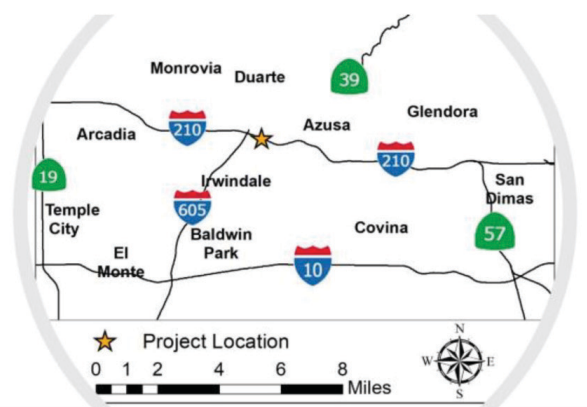 Monrovia
Duarte
39
Glendora
Arcadia
210
Azusa
210
19
Irwindale
San
Dimas
605
Temple
City
Baldwin
Park
Covina
57
El
Monte
10
Project Location
N
W
E
S
0 1 2 4 6 8
Miles